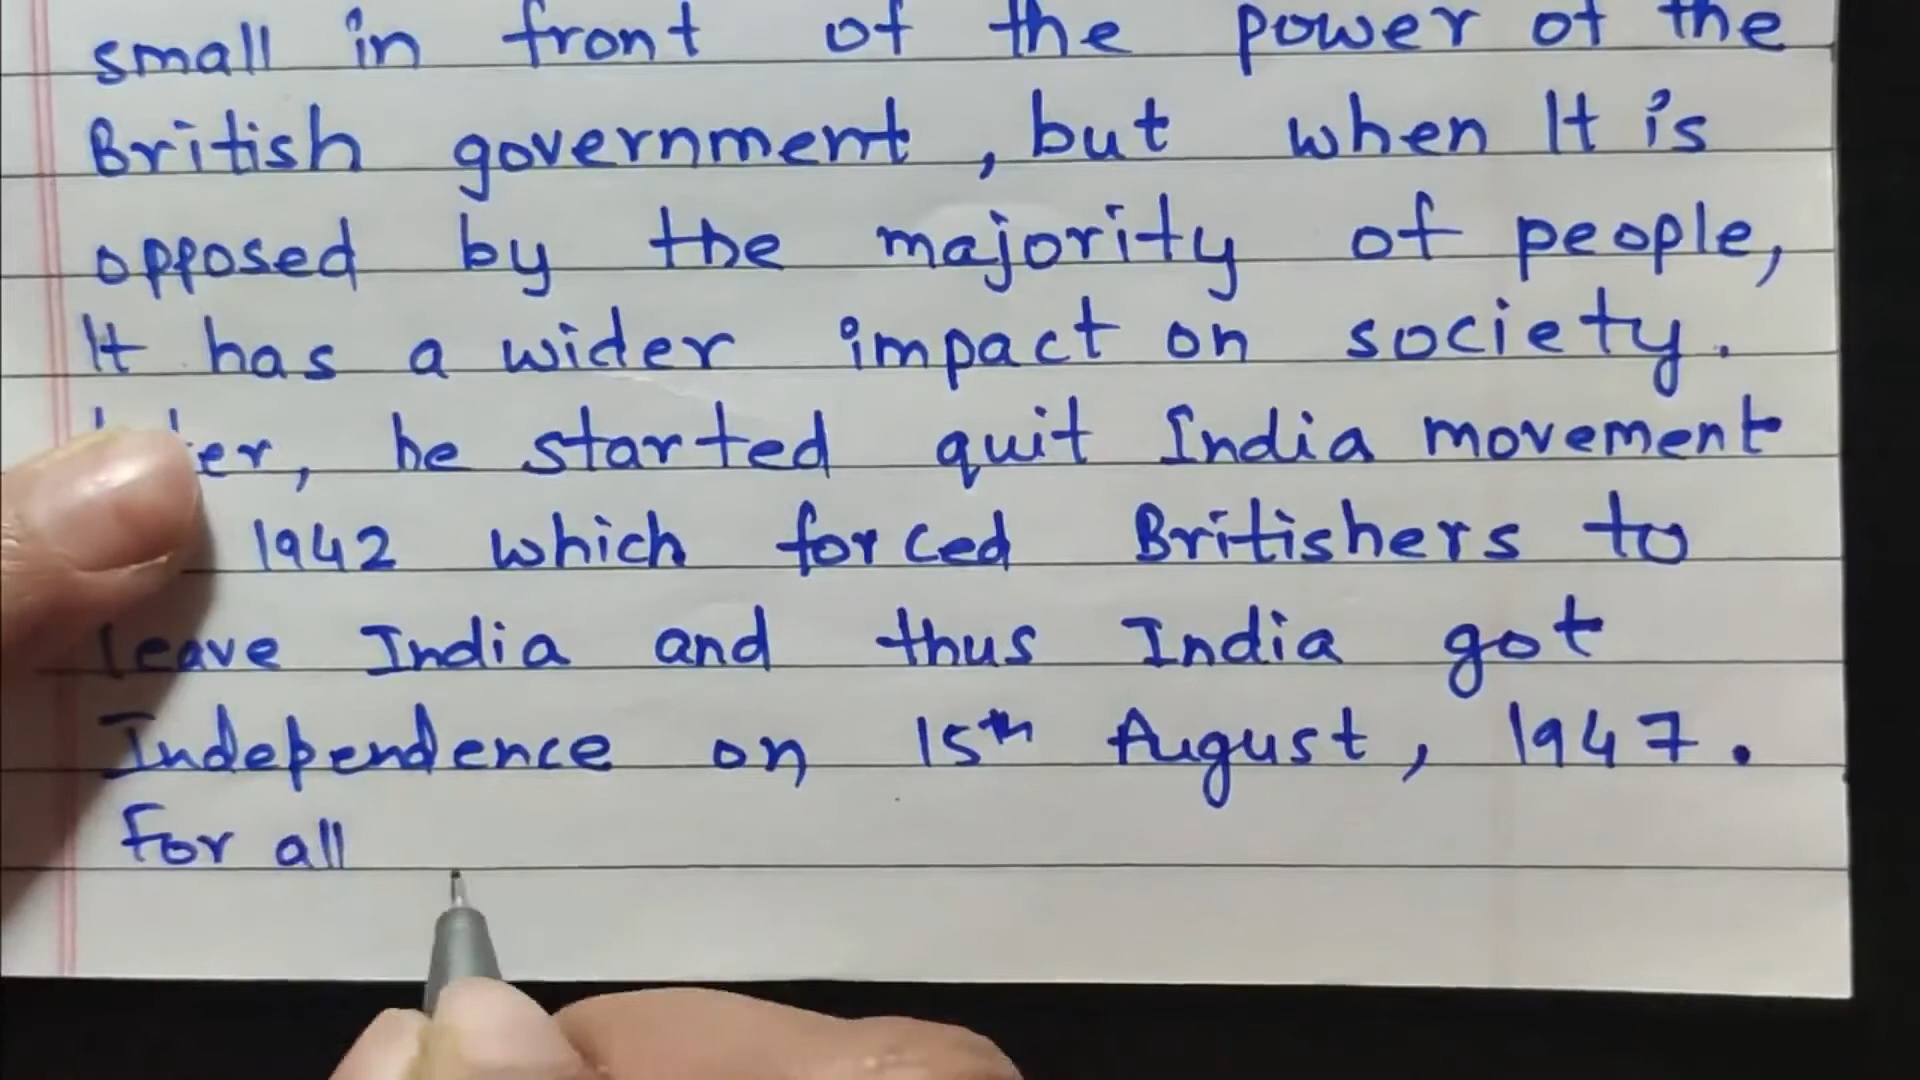 small in front of the power of the
British government, but when It is
opposed by the majority of people,
It has a wider impact on society.
he started quit India movement
1942 which forced Britishers to
leave India and thus India got
Independence on 15th August, 1947.
For all